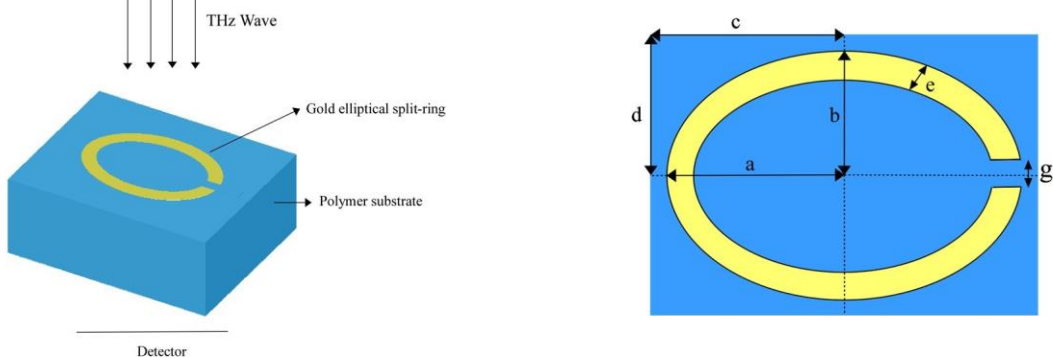 THz Wave
Gold elliptical split-ring
Polymer substrate
Detector
c
d
b
e
a
g